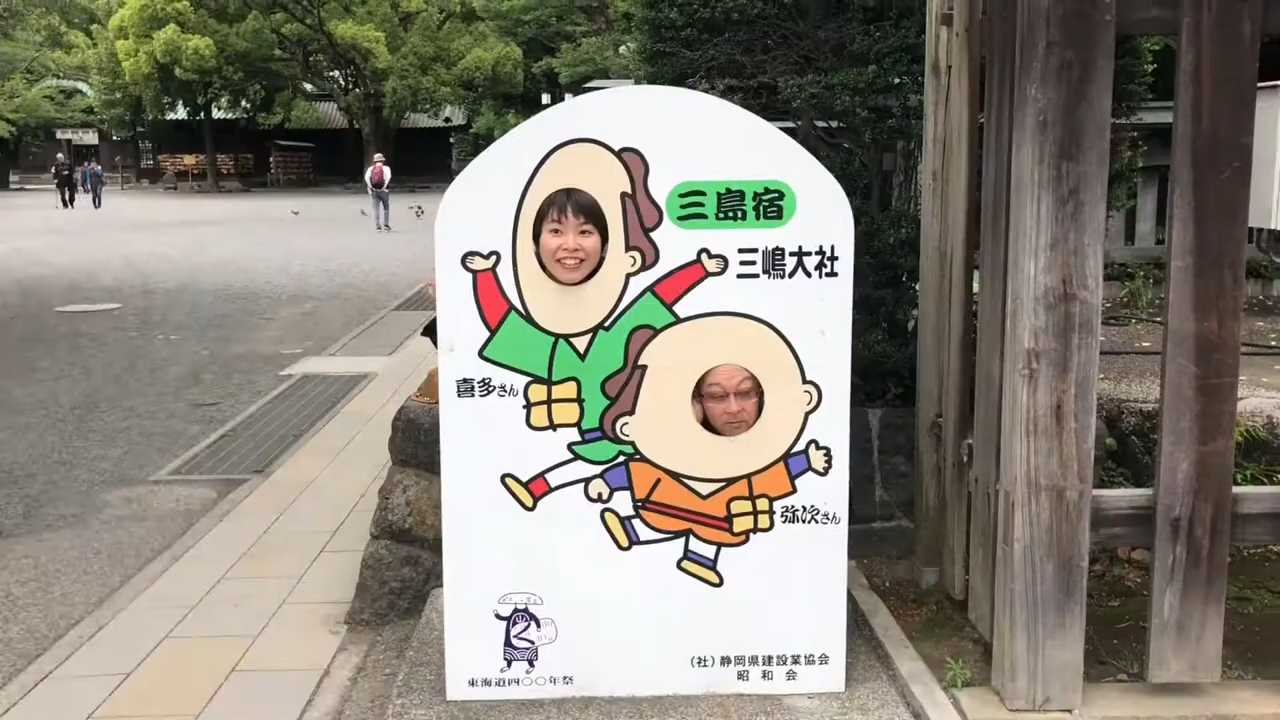 三島宿
三嶋大社
喜多さん
弥次さん
東海道四〇〇年祭
(社)静岡県建設業協会
昭和会